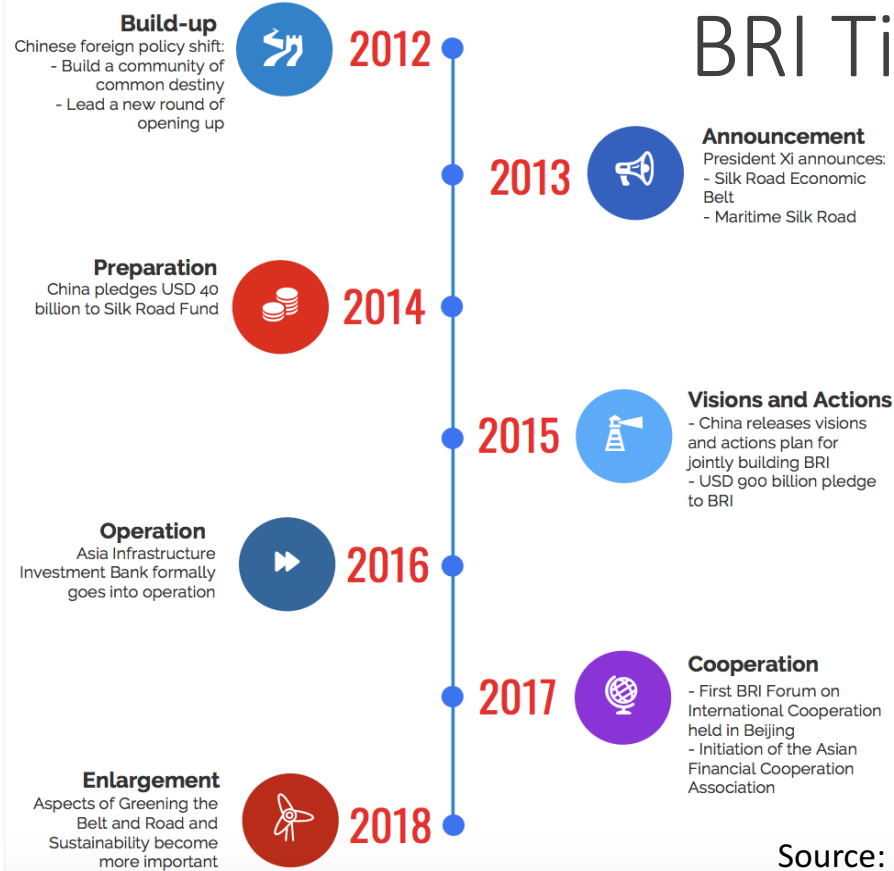 BRI Ti
Build-up
Chinese foreign policy shift:
- Build a community of
common destiny
- Lead a new round of
opening up
2012
2013
Announcement
President Xi announces:
- Silk Road Economic
Belt
- Maritime Silk Road
Preparation
China pledges USD 40
billion to Silk Road Fund
2014
2015
Visions and Actions
- China releases visions
and actions plan for
jointly building BRI
- USD 900 billion pledge
to BRI
Operation
Asia Infrastructure
Investment Bank formally
goes into operation
2016
2017
Cooperation
- First BRI Forum on
International Cooperation
held in Beijing
- Initiation of the Asian
Financial Cooperation
Association
Enlargement
Aspects of Greening the
Belt and Road and
Sustainability become
more important
2018
Source: